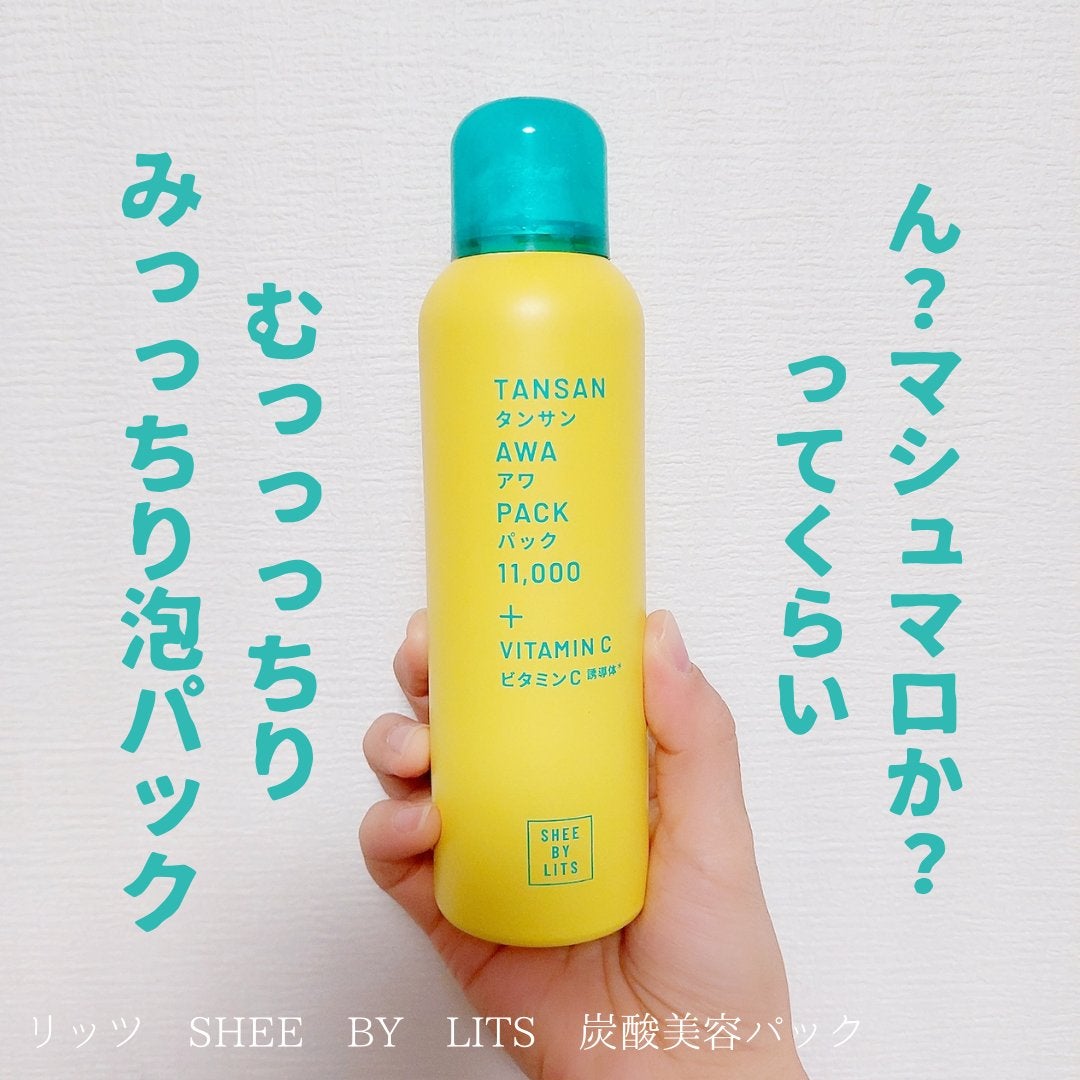 ん？マシュマロか？
ってくらい
むっっっちり
みっっちり泡パック
TANSAN
タンサン
AWA
アワ
PACK
パック
11,000
+
VITAMIN C
ビタミンC 誘導体*
SHEE
BY
LITS
リッツ　SHEE　BY　LITS　炭酸美容パック